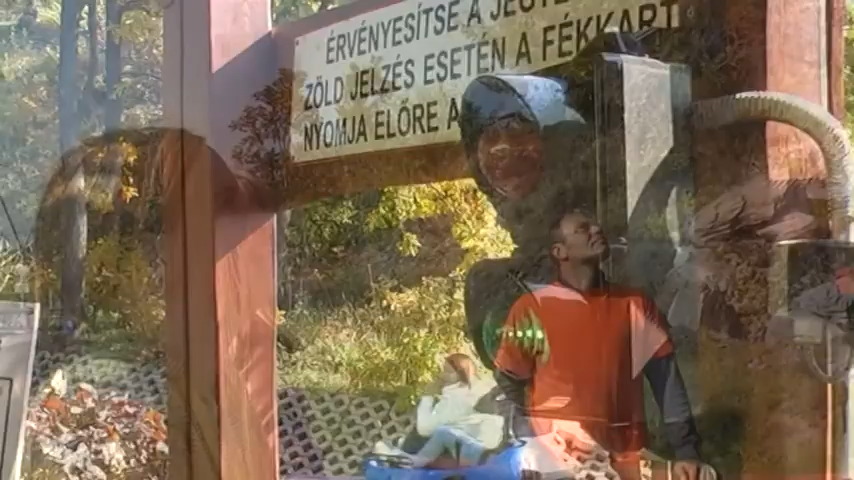 ÉRVÉNYESÍTSE A
ZÖLD JELZÉS ESETÉN A FÉKKART
NYOMJA ELŐRE